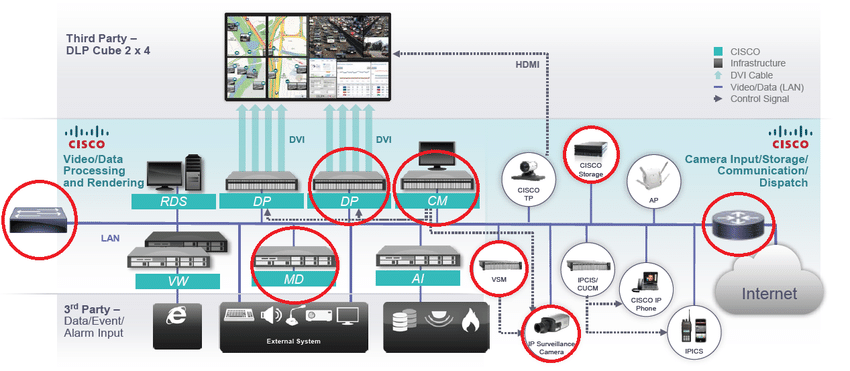 Third Party –
DLP Cube 2 x 4
HDMI
CISCO
Infrastructure
DVI Cable
Video/Data (LAN)
Control Signal
CISCO
Video/Data
Processing
and Rendering
DVI
DVI
CISCO
Camera Input/Storage/
Communication/
Dispatch
RDS
DP
DP
CM
CISCO
TP
CISCO
Storage
AP
LAN
VW
MD
AI
VSM
IPCIS/
CUCM
CISCO IP
Phone
Internet
3rd Party –
Data/Event/
Alarm Input
External System
IP Surveillance
Camera
IPICS